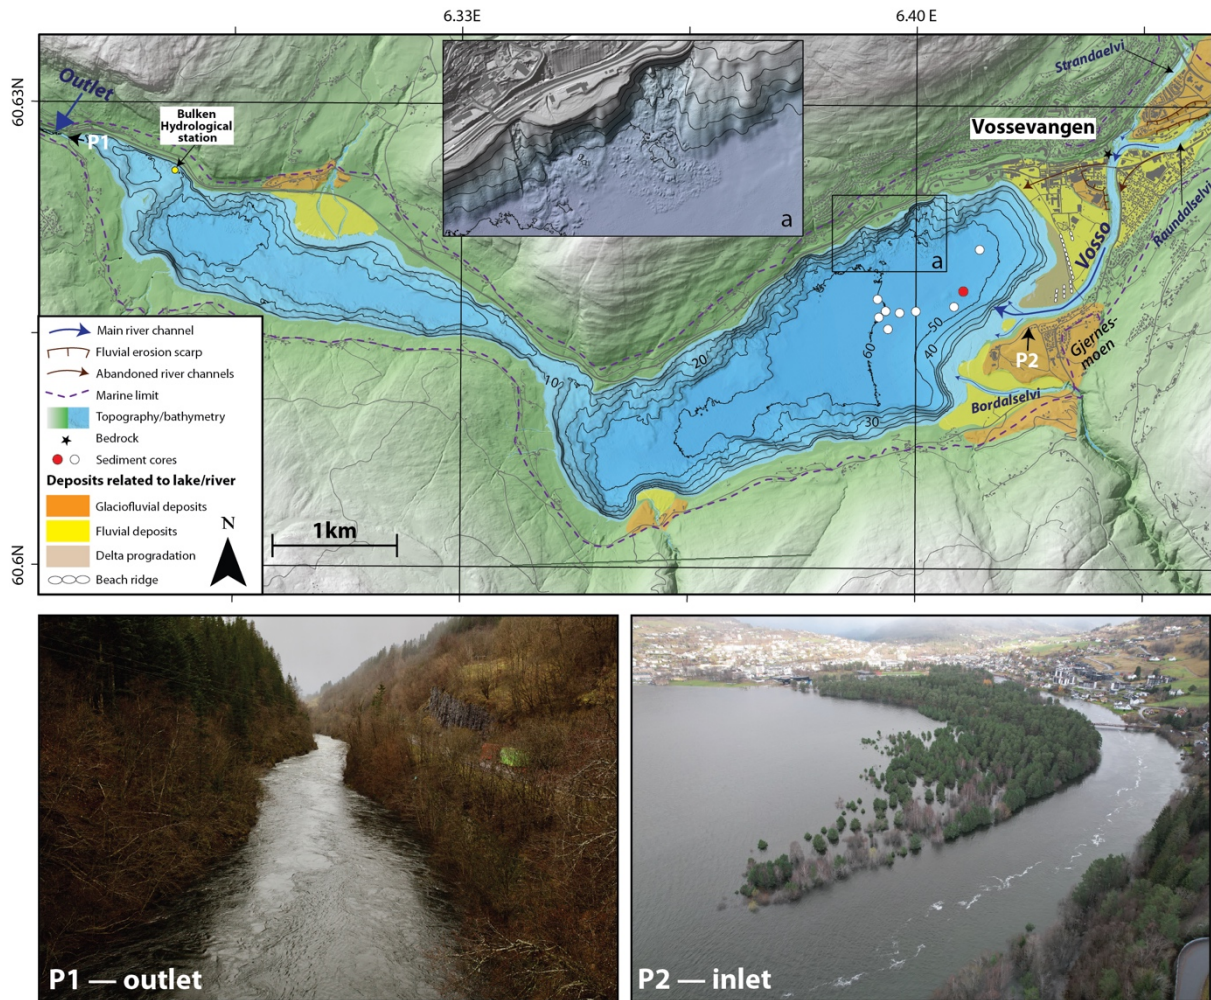 6.33E
6.40 E
60.63N
60.6N
Outlet
P1
Bulken
Hydrological
station
a
Strandaelvi
Vossevangen
Raundalselvi
Vosso
a
P2
Gjernes-
moen
Bordalselvi
10
20
30
40
50
60
Main river channel
Fluvial erosion scarp
Abandoned river channels
Marine limit
Topography/bathymetry
Bedrock
Sediment cores
Deposits related to lake/river
Glaciofluvial deposits
Fluvial deposits
Delta progradation
Beach ridge
N
1km
P1 — outlet
P2 — inlet